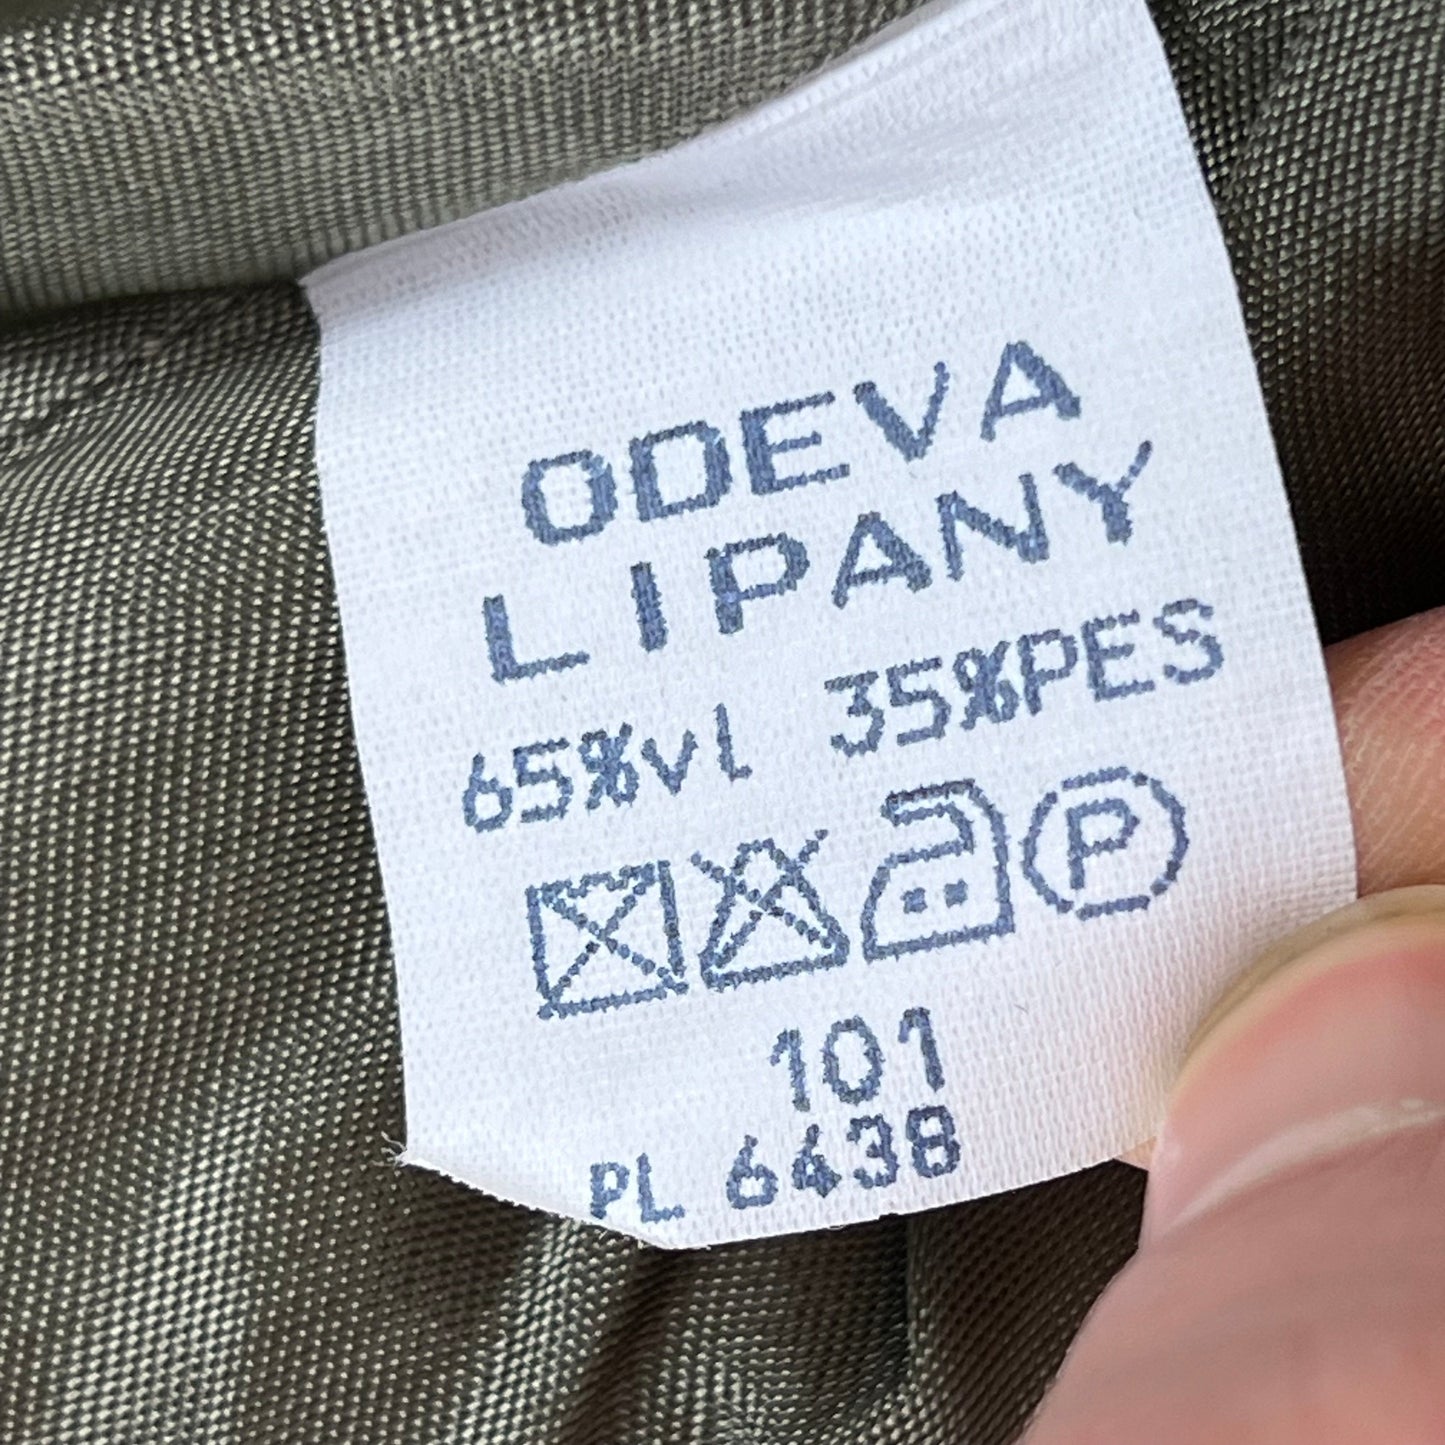 ODEVA
LIPANY
65%vl 35%PES
P
101
PL 6438